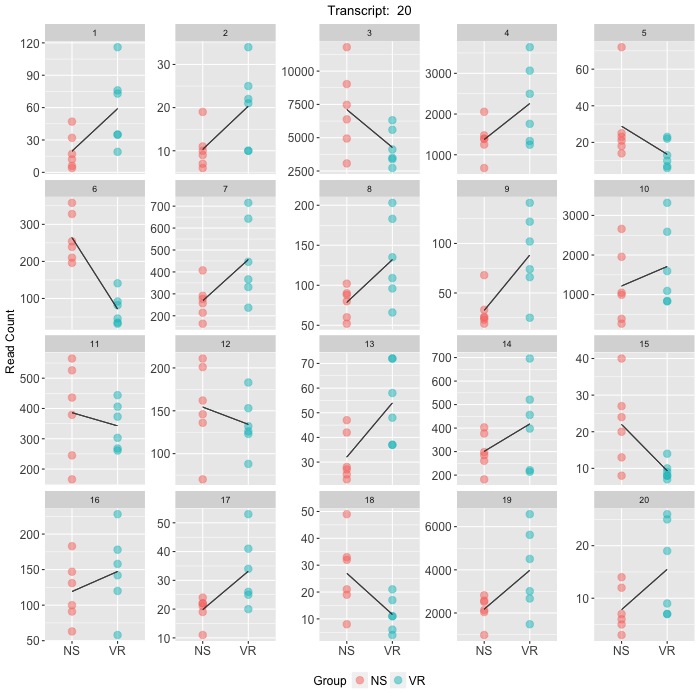 Transcript: 20
1 2 3 4 5
120 90 60 30 0
30 20 10
10000 7500 5000 2500
3000 2000 1000
60 40 20
6 7 8 9 10
300 200 100
700 600 500 400 300 200
200 150 100 50
100 50
3000 2000 1000
Read Count
11 12 13 14 15
500 400 300 200
200 150 100
70 60 50 40 30
700 600 500 400 300 200
40 30 20 10
16 17 18 19 20
200 150 100 50
50 40 30 20 10
50 40 30 20 10
6000 4000 2000
20 10
NS VR NS VR NS VR NS VR NS VR
Group NS VR